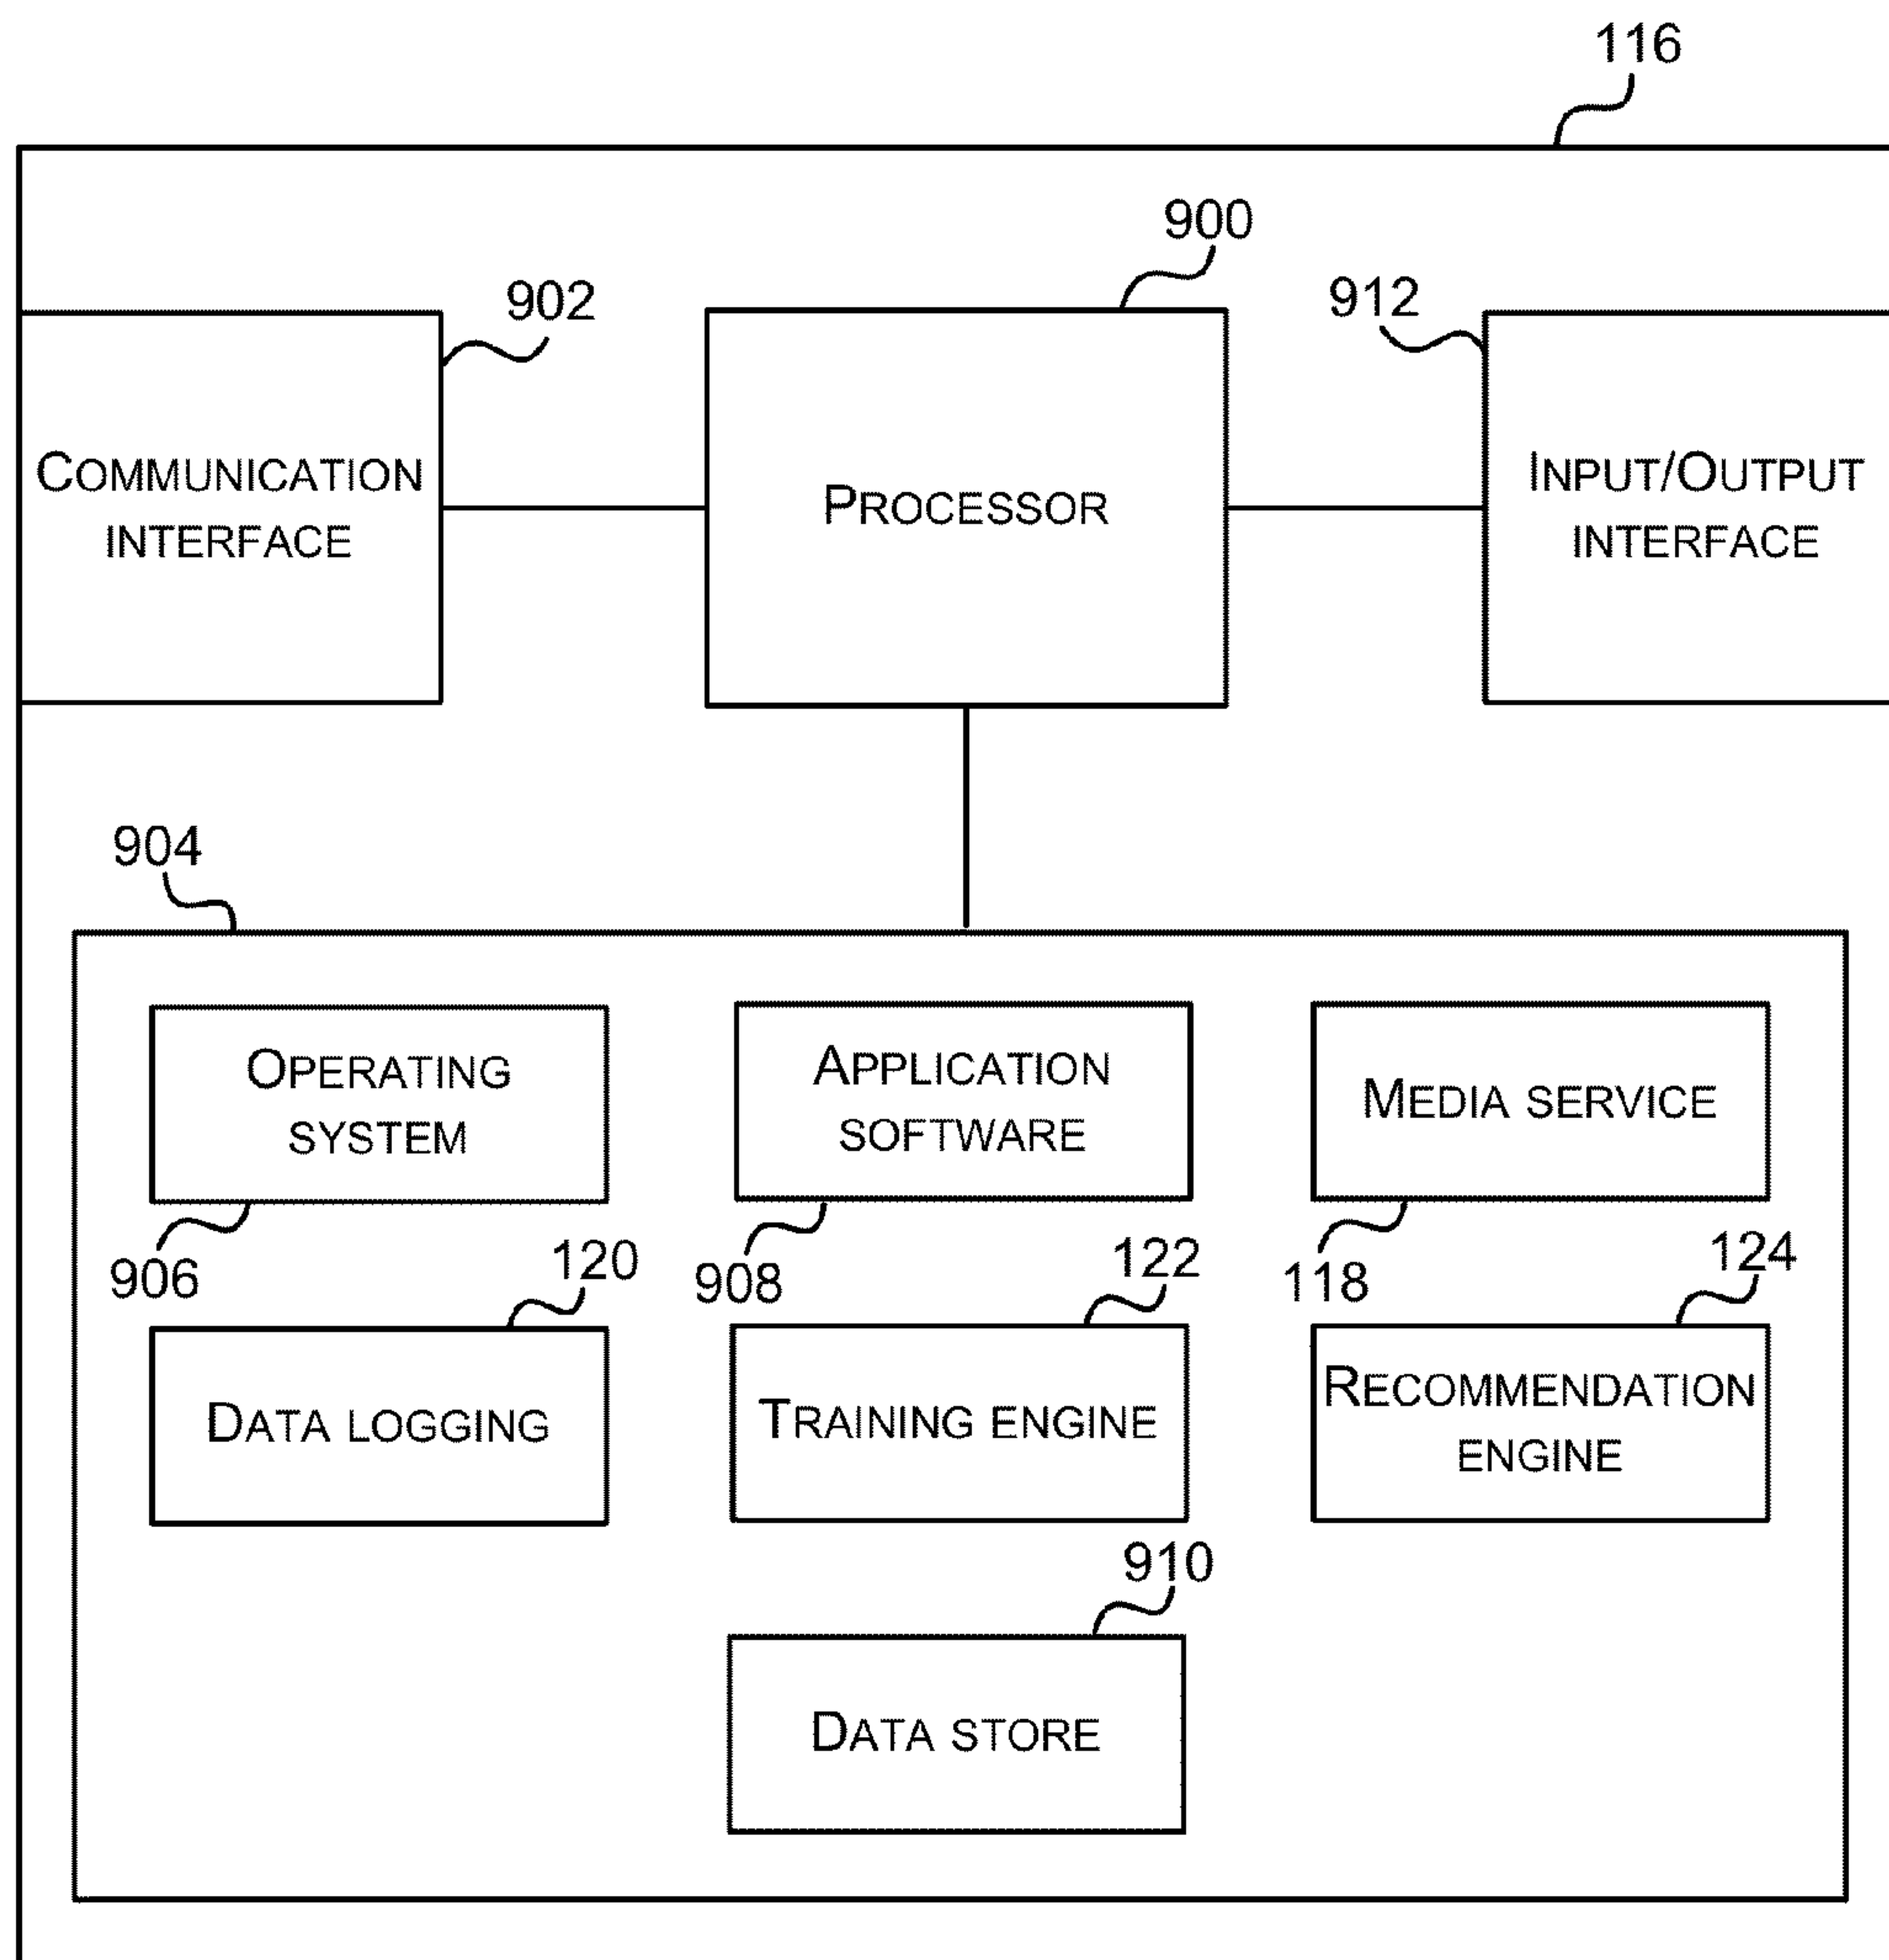 116
900
902
912
COMMUNICATION
INTERFACE
PROCESSOR
INPUT/OUTPUT
INTERFACE
904
OPERATING
SYSTEM
APPLICATION
SOFTWARE
MEDIA SERVICE
906
120
908
122
118
124
DATA LOGGING
TRAINING ENGINE
RECOMMENDATION
ENGINE
910
DATA STORE